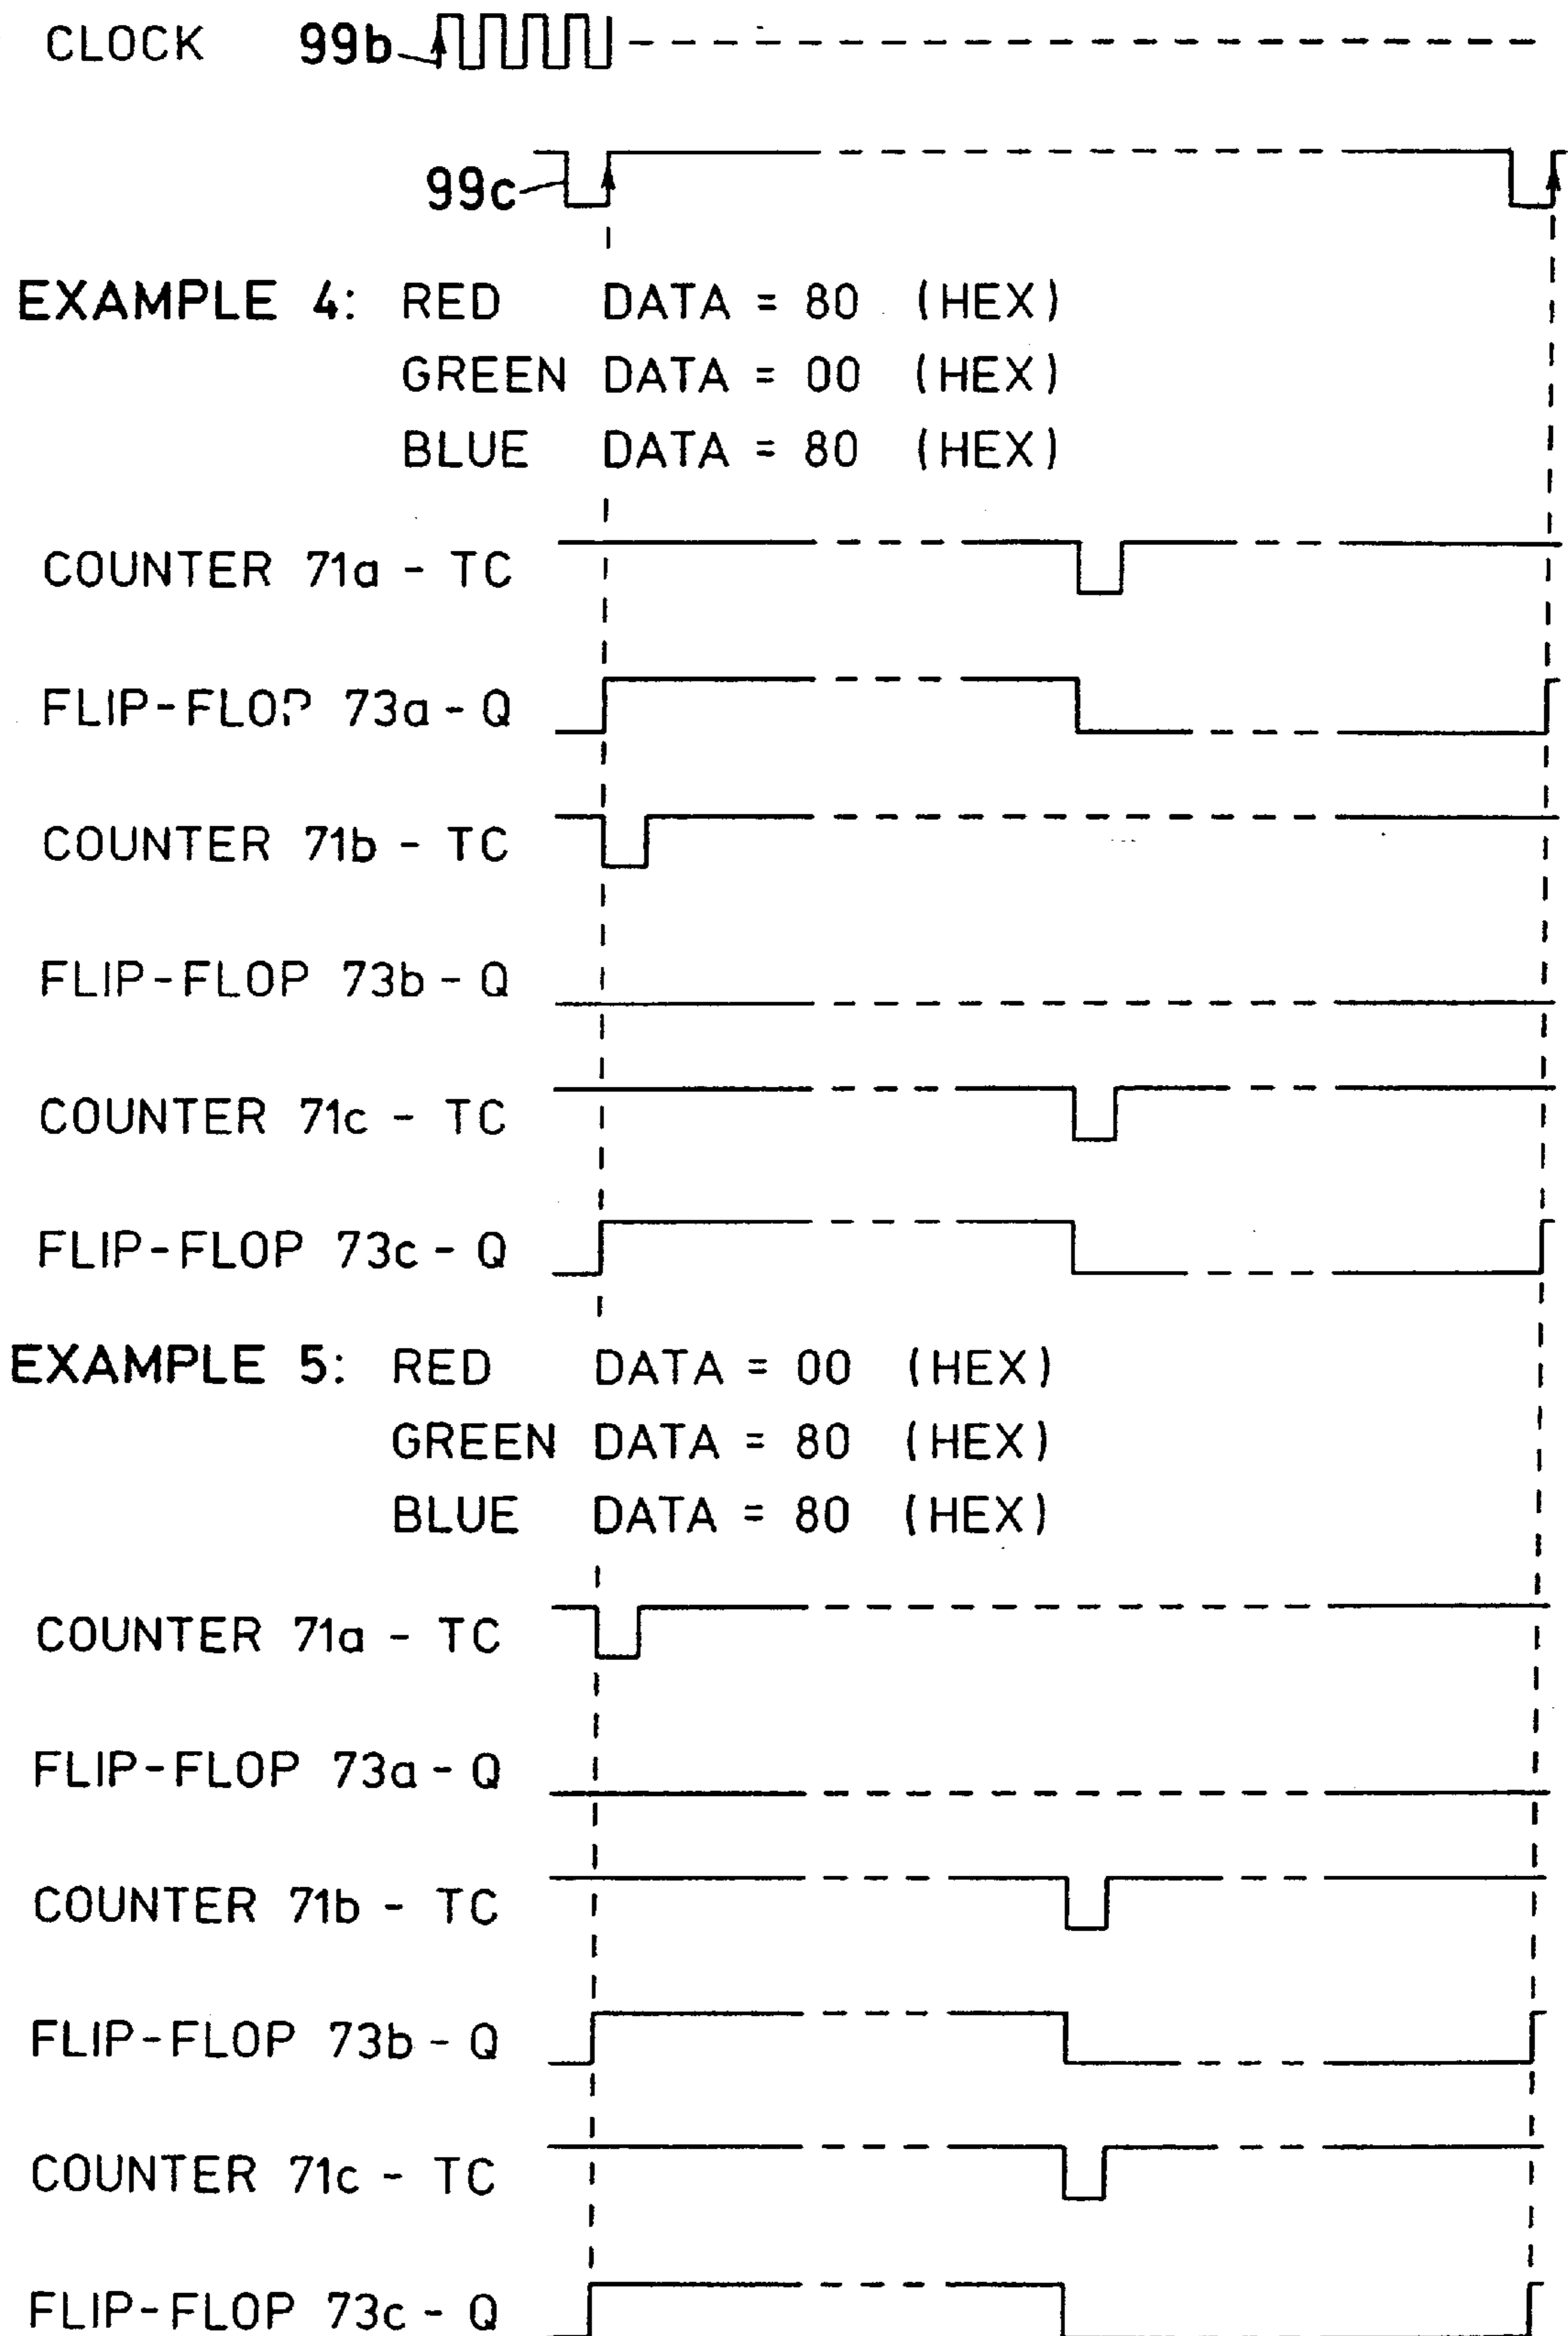 CLOCK 99b
99c
EXAMPLE 4: RED DATA = 80 (HEX)
GREEN DATA = 00 (HEX)
BLUE DATA = 80 (HEX)
COUNTER 71a - TC
FLIP-FLOP 73a - Q
COUNTER 71b - TC
FLIP-FLOP 73b - Q
COUNTER 71c - TC
FLIP-FLOP 73c - Q
EXAMPLE 5: RED DATA = 00 (HEX)
GREEN DATA = 80 (HEX)
BLUE DATA = 80 (HEX)
COUNTER 71a - TC
FLIP-FLOP 73a - Q
COUNTER 71b - TC
FLIP-FLOP 73b - Q
COUNTER 71c - TC
FLIP-FLOP 73c - Q